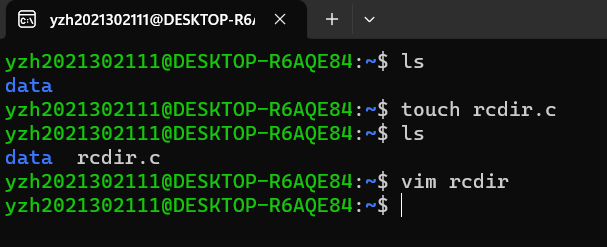 yzh2021302111@DESKTOP-R6A
yzh2021302111@DESKTOP-R6AQE84:~$ ls
data
yzh2021302111@DESKTOP-R6AQE84:~$ touch rcdir.c
yzh2021302111@DESKTOP-R6AQE84:~$ ls
data  rcdir.c
yzh2021302111@DESKTOP-R6AQE84:~$ vim rcdir
yzh2021302111@DESKTOP-R6AQE84:~$